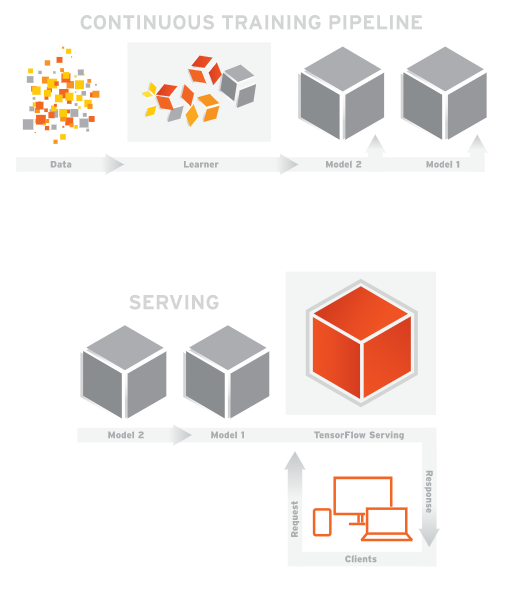 CONTINUOUS TRAINING PIPELINE
Data
Learner
Model 2
Model 1
SERVING
Model 2
Model 1
TensorFlow Serving
Request
Response
Clients